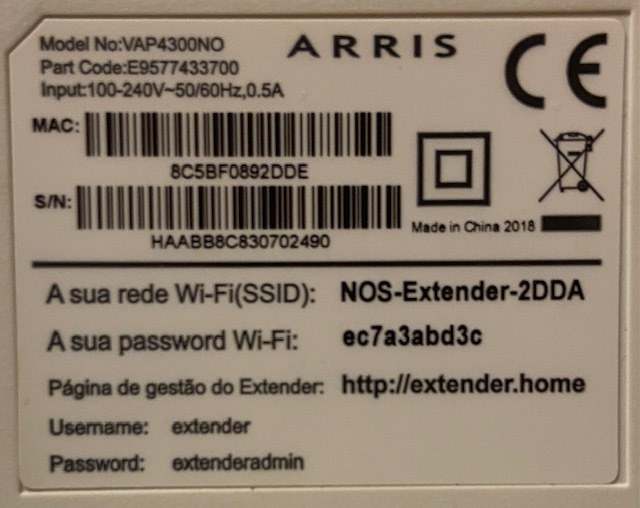 Model No:VAP4300NO
ARRIS
Part Code:E9577433700
Input:100-240V~50/60Hz,0.5A
CE
MAC:
8C5BF0892DDE
S/N:
HAABB8C830702490
Made in China 2018
A sua rede Wi-Fi(SSID): NOS-Extender-2DDA
A sua password Wi-Fi: ec7a3abd3c
Página de gestão do Extender: http://extender.home
Username: extender
Password: extenderadmin